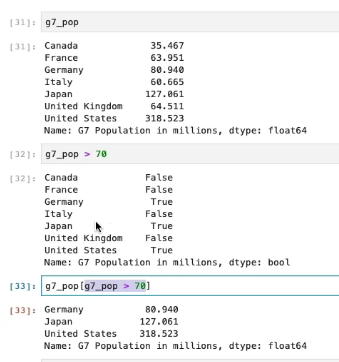 [31]: g7_pop
[31]: Canada 35.467
France 63.951
Germany 80.940
Italy 60.665
Japan 127.061
United Kingdom 64.511
United States 318.523
Name: G7 Population in millions, dtype: float64
[32]: g7_pop > 70
[32]: Canada False
France False
Germany True
Italy False
Japan True
United Kingdom False
United States True
Name: G7 Population in millions, dtype: bool
[33]: g7_pop[g7_pop > 70]
[33]: Germany 80.940
Japan 127.061
United States 318.523
Name: G7 Population in millions, dtype: float64